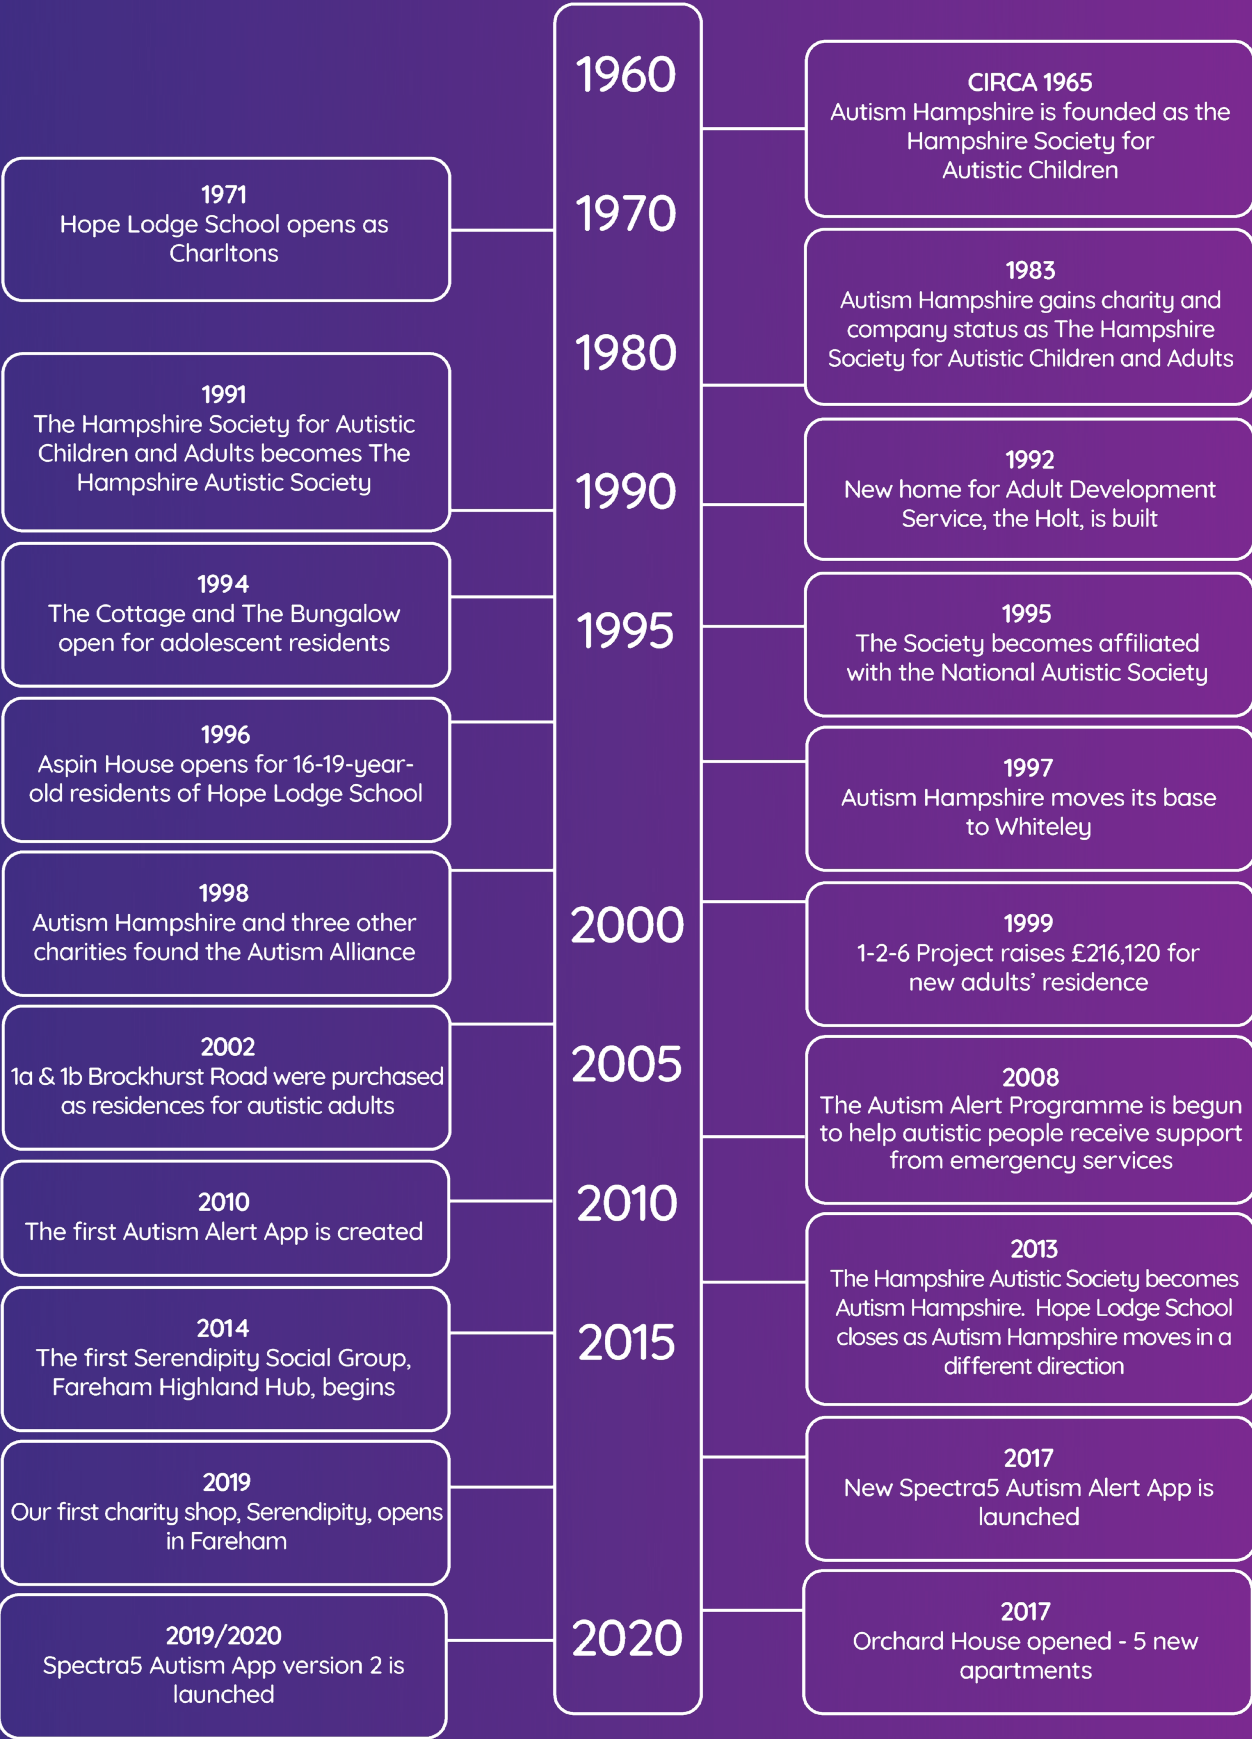 1960
CIRCA 1965
Autism Hampshire is founded as the
Hampshire Society for
Autistic Children
1971
Hope Lodge School opens as
Charltons
1970
1983
Autism Hampshire gains charity and
company status as The Hampshire
Society for Autistic Children and Adults
1980
1991
The Hampshire Society for Autistic
Children and Adults becomes The
Hampshire Autistic Society
1990
1992
New home for Adult Development
Service, the Holt, is built
1994
The Cottage and The Bungalow
open for adolescent residents
1995
1995
The Society becomes affiliated
with the National Autistic Society
1996
Aspin House opens for 16-19-year-
old residents of Hope Lodge School
1997
Autism Hampshire moves its base
to Whiteley
1998
Autism Hampshire and three other
charities found the Autism Alliance
2000
1999
1-2-6 Project raises £216,120 for
new adults’ residence
2002
1a & 1b Brockhurst Road were purchased
as residences for autistic adults
2005
2008
The Autism Alert Programme is begun
to help autistic people receive support
from emergency services
2010
The first Autism Alert App is created
2010
2013
The Hampshire Autistic Society becomes
Autism Hampshire. Hope Lodge School
closes as Autism Hampshire moves in a
different direction
2014
The first Serendipity Social Group,
Fareham Highland Hub, begins
2015
2017
New Spectra5 Autism Alert App is
launched
2019
Our first charity shop, Serendipity, opens
in Fareham
2017
Orchard House opened - 5 new
apartments
2019/2020
Spectra5 Autism App version 2 is
launched
2020